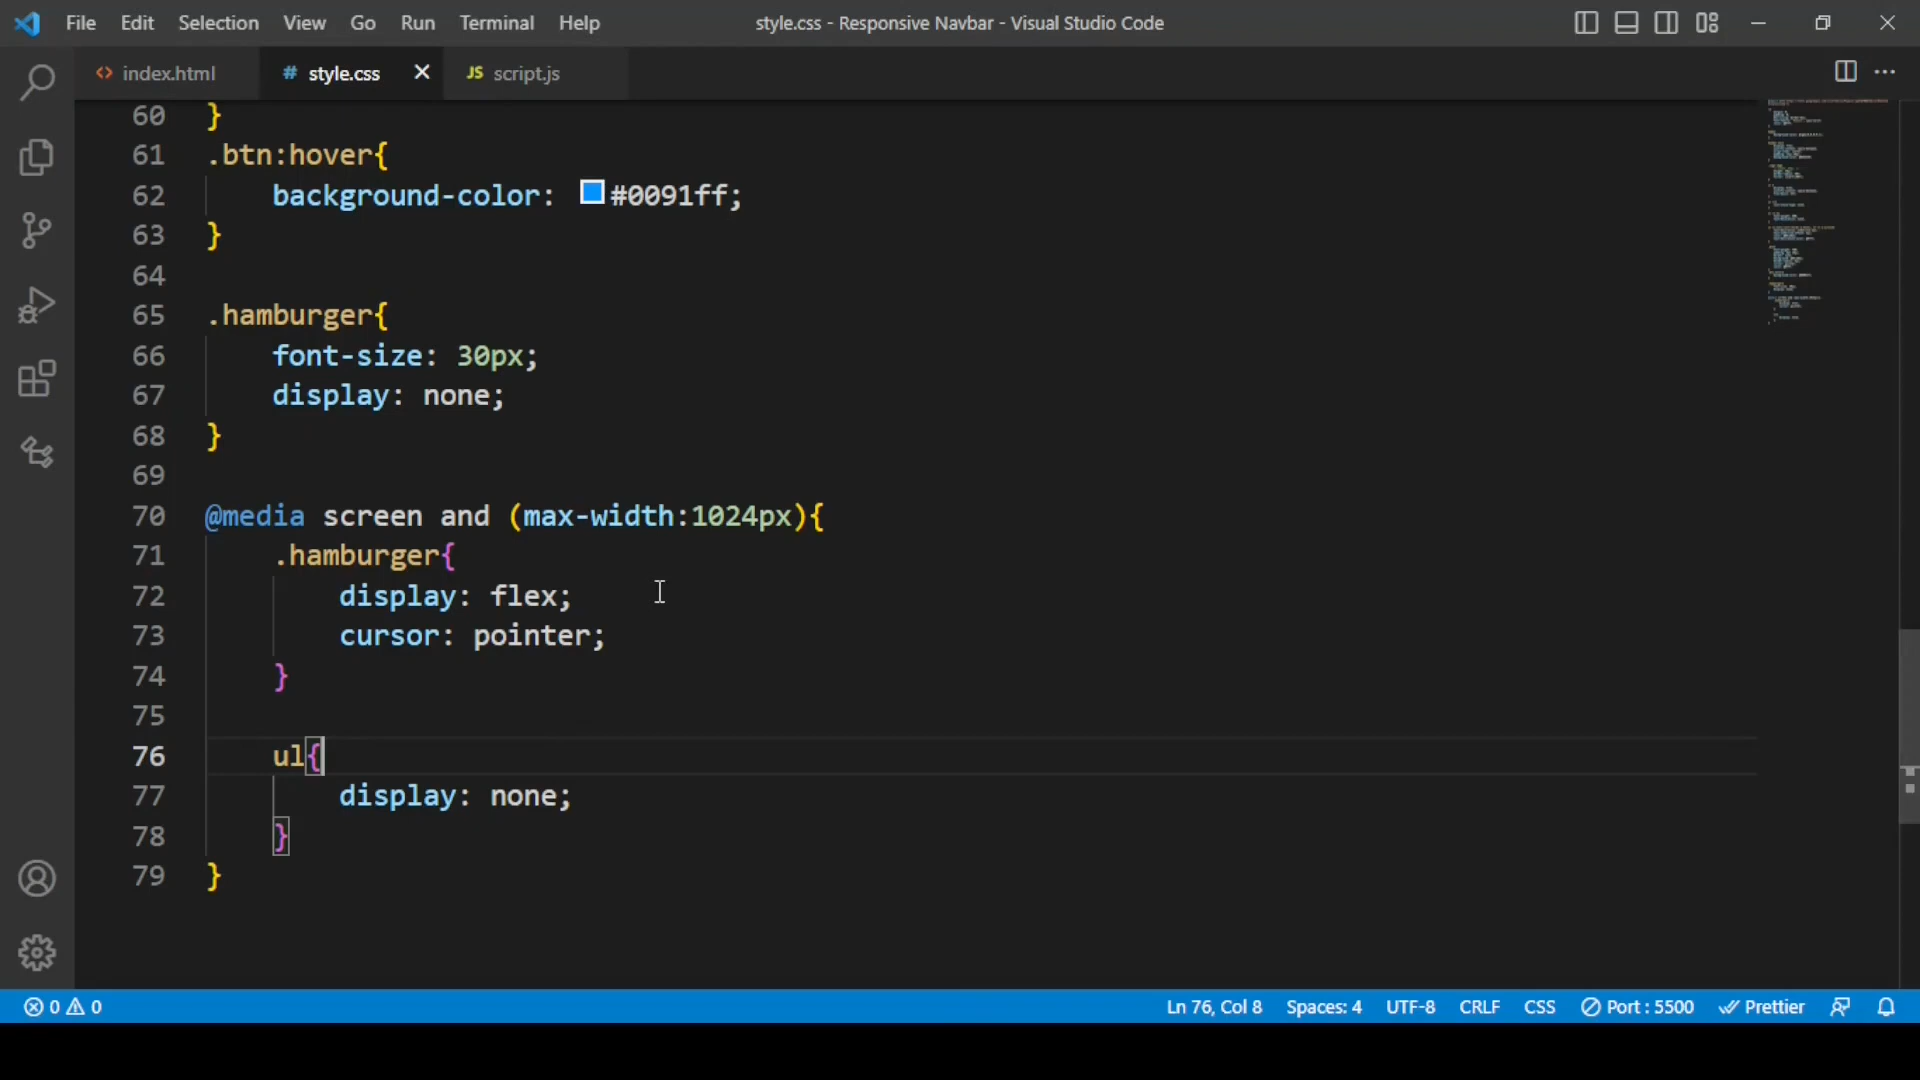 File Edit Selection View Go Run Terminal Help style.css - Responsive Navbar - Visual Studio Code
<> index.html # style.css JS script.js
60 }
61 .btn:hover{
62 background-color: #0091ff;
63 }
64
65 .hamburger{
66 font-size: 30px;
67 display: none;
68 }
69
70 @media screen and (max-width:1024px){
71 .hamburger{
72 display: flex;
73 cursor: pointer;
74 }
75
76 ul{
77 display: none;
78 }
79 }
0 0 Ln 76, Col 8 Spaces: 4 UTF-8 CRLF CSS Port : 5500 Prettier